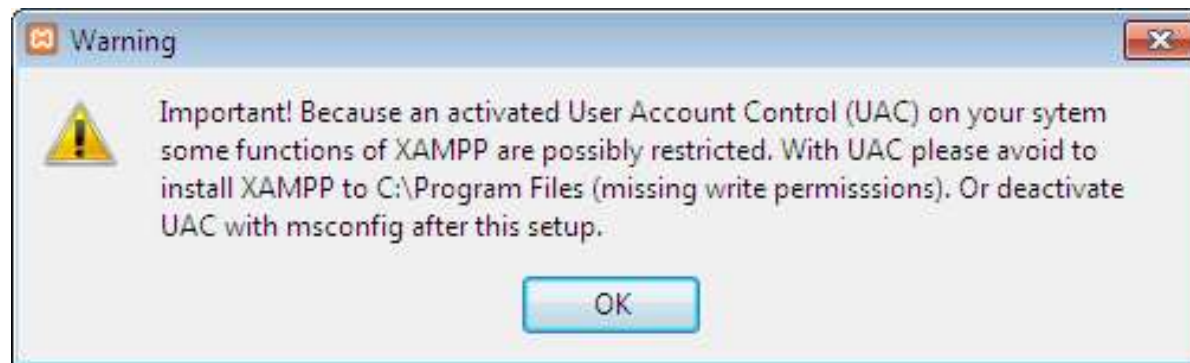 Warning
Important! Because an activated User Account Control (UAC) on your sytem
some functions of XAMPP are possibly restricted. With UAC please avoid to
install XAMPP to C:\Program Files (missing write permisssions). Or deactivate
UAC with msconfig after this setup.
OK